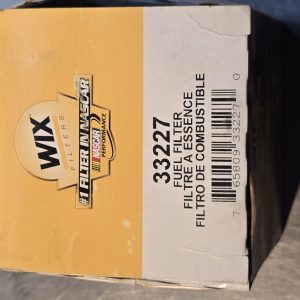 WIX
FILTERS
#1 FILTER IN NASCAR
NASCAR
PERFORMANCE
33227
FUEL FILTER
FILTRE A ESSENCE
FILTRO DE COMBUSTIBLE
7 65809 33227 0